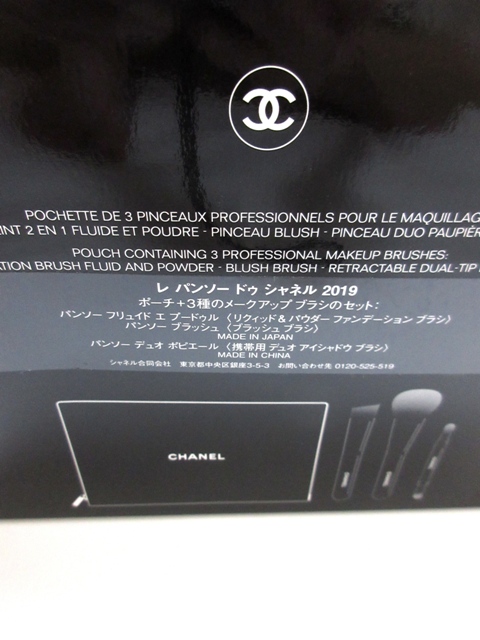 POCHETTE DE 3 PINCEAUX PROFESSIONNELS POUR LE MAQUILLAG
INT 2 EN 1 FLUIDE ET POUDRE - PINCEAU BLUSH - PINCEAU DUO PAUPIÈR
POUCH CONTAINING 3 PROFESSIONAL MAKEUP BRUSHES:
TION BRUSH FLUID AND POWDER - BLUSH BRUSH - RETRACTABLE DUAL-TIP
レ パンソー ドゥ シャネル 2019
ポーチ+3種のメークアップ ブラシのセット:
パンソー フリュイド エ プードゥル 〈リクィッド&パウダー ファンデーション ブラシ〉
パンソー ブラッシュ 〈ブラッシュ ブラシ〉
MADE IN JAPAN
パンソー デュオ ポピエール 〈携帯用 デュオ アイシャドウ ブラシ〉
MADE IN CHINA
シャネル合同会社 東京都中央区銀座3-5-3 お問い合わせ先 0120-525-519
CHANEL